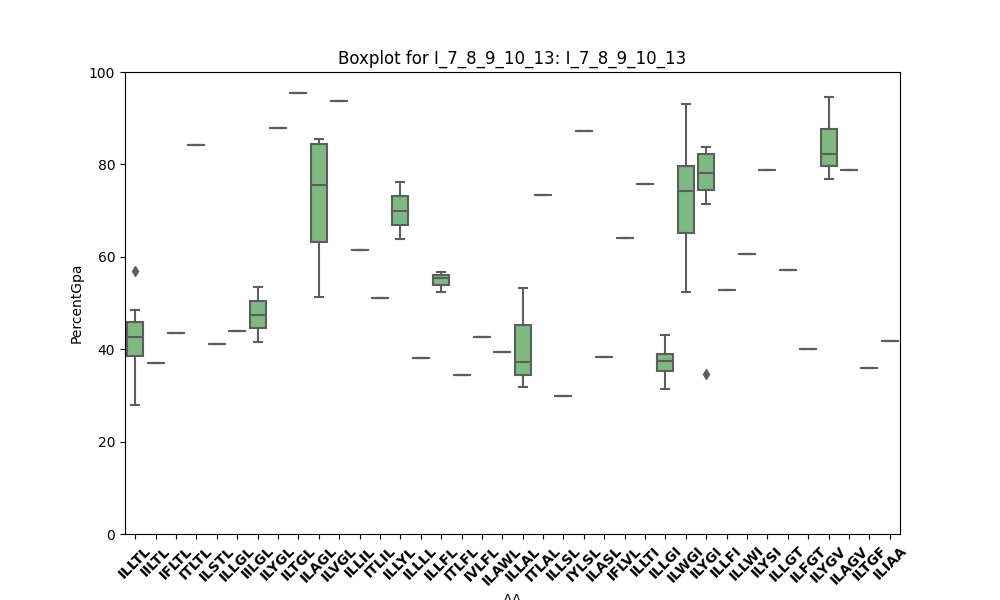 Boxplot for I_7_8_9_10_13: I_7_8_9_10_13
PercentGpa
100
80
60
40
20
0
ILLTL
IILTL
IFLTL
ITLTL
ILSTL
ILLGL
IILGL
ILYGL
ILTGL
ILAGL
ILVGL
ILLIL
ITLIL
ILLYL
ILLLL
ILLFL
ITLFL
IVLFL
ILAWL
ILLAL
ITLAL
ILLSL
IYLSL
ILASL
IFLVL
ILLTI
ILLGI
ILWGI
ILYGI
ILLFI
ILLWI
ILYSI
ILLGT
ILFGT
ILYGV
ILAGV
ILTGF
ILIAA
AA